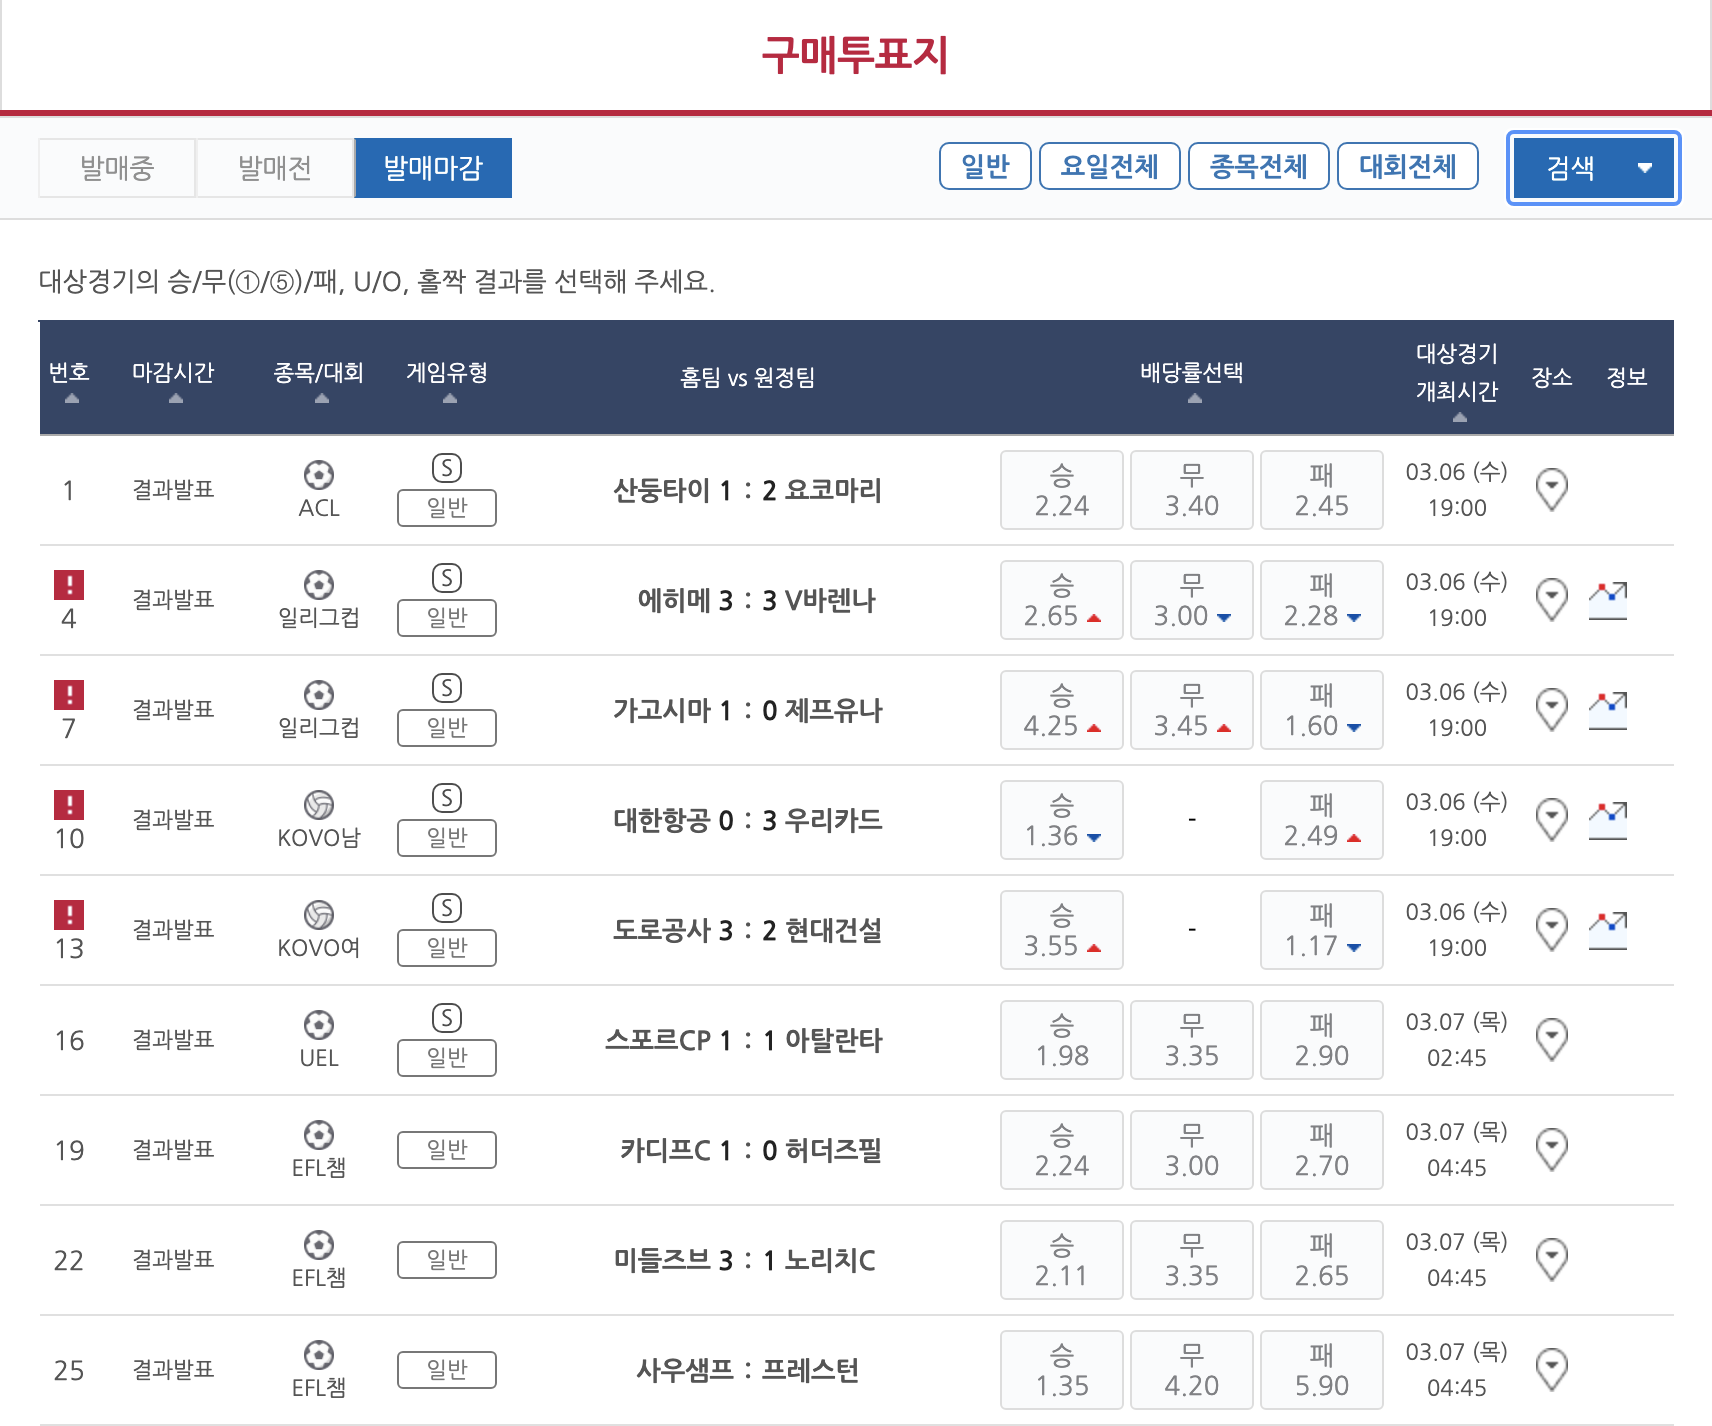 구매투표지
발매중 발매전 발매마감 일반 요일전체 종목전체 대회전체 검색
대상경기의 승/무(①/⑤)/패, U/O, 홀짝 결과를 선택해 주세요.
번호 마감시간 종목/대회 게임유형 홈팀 vs 원정팀 배당률선택 대상경기 개최시간 장소 정보
1 결과발표 ACL S 일반 산둥타이 1 : 2 요코마리 승 2.24 무 3.40 패 2.45 03.06 (수) 19:00
! 4 결과발표 일리그컵 S 일반 에히메 3 : 3 V바렌나 승 2.65 무 3.00 패 2.28 03.06 (수) 19:00
! 7 결과발표 일리그컵 S 일반 가고시마 1 : 0 제프유나 승 4.25 무 3.45 패 1.60 03.06 (수) 19:00
! 10 결과발표 KOVO남 S 일반 대한항공 0 : 3 우리카드 승 1.36 - 패 2.49 03.06 (수) 19:00
! 13 결과발표 KOVO여 S 일반 도로공사 3 : 2 현대건설 승 3.55 - 패 1.17 03.06 (수) 19:00
16 결과발표 UEL S 일반 스포르CP 1 : 1 아탈란타 승 1.98 무 3.35 패 2.90 03.07 (목) 02:45
19 결과발표 EFL챔 일반 카디프C 1 : 0 허더즈필 승 2.24 무 3.00 패 2.70 03.07 (목) 04:45
22 결과발표 EFL챔 일반 미들즈브 3 : 1 노리치C 승 2.11 무 3.35 패 2.65 03.07 (목) 04:45
25 결과발표 EFL챔 일반 사우샘프 : 프레스턴 승 1.35 무 4.20 패 5.90 03.07 (목) 04:45